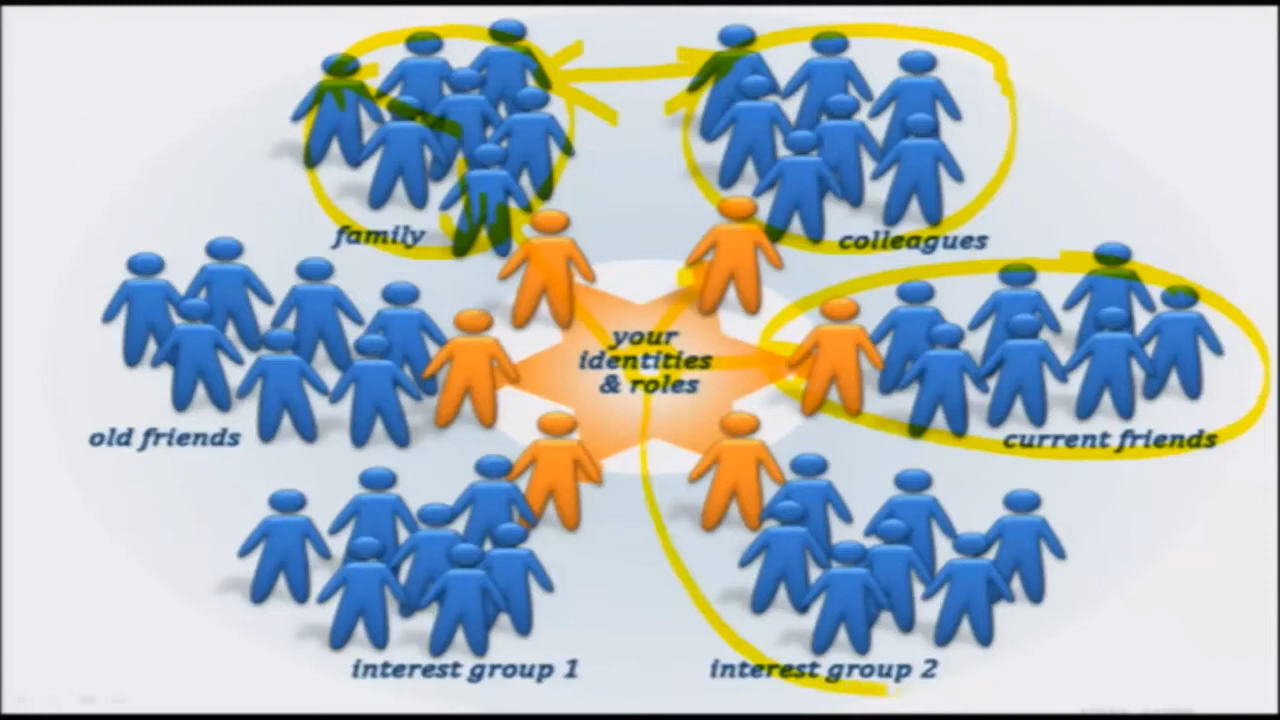 family
colleagues
your
identities
& roles
old friends
current friends
interest group 1
interest group 2